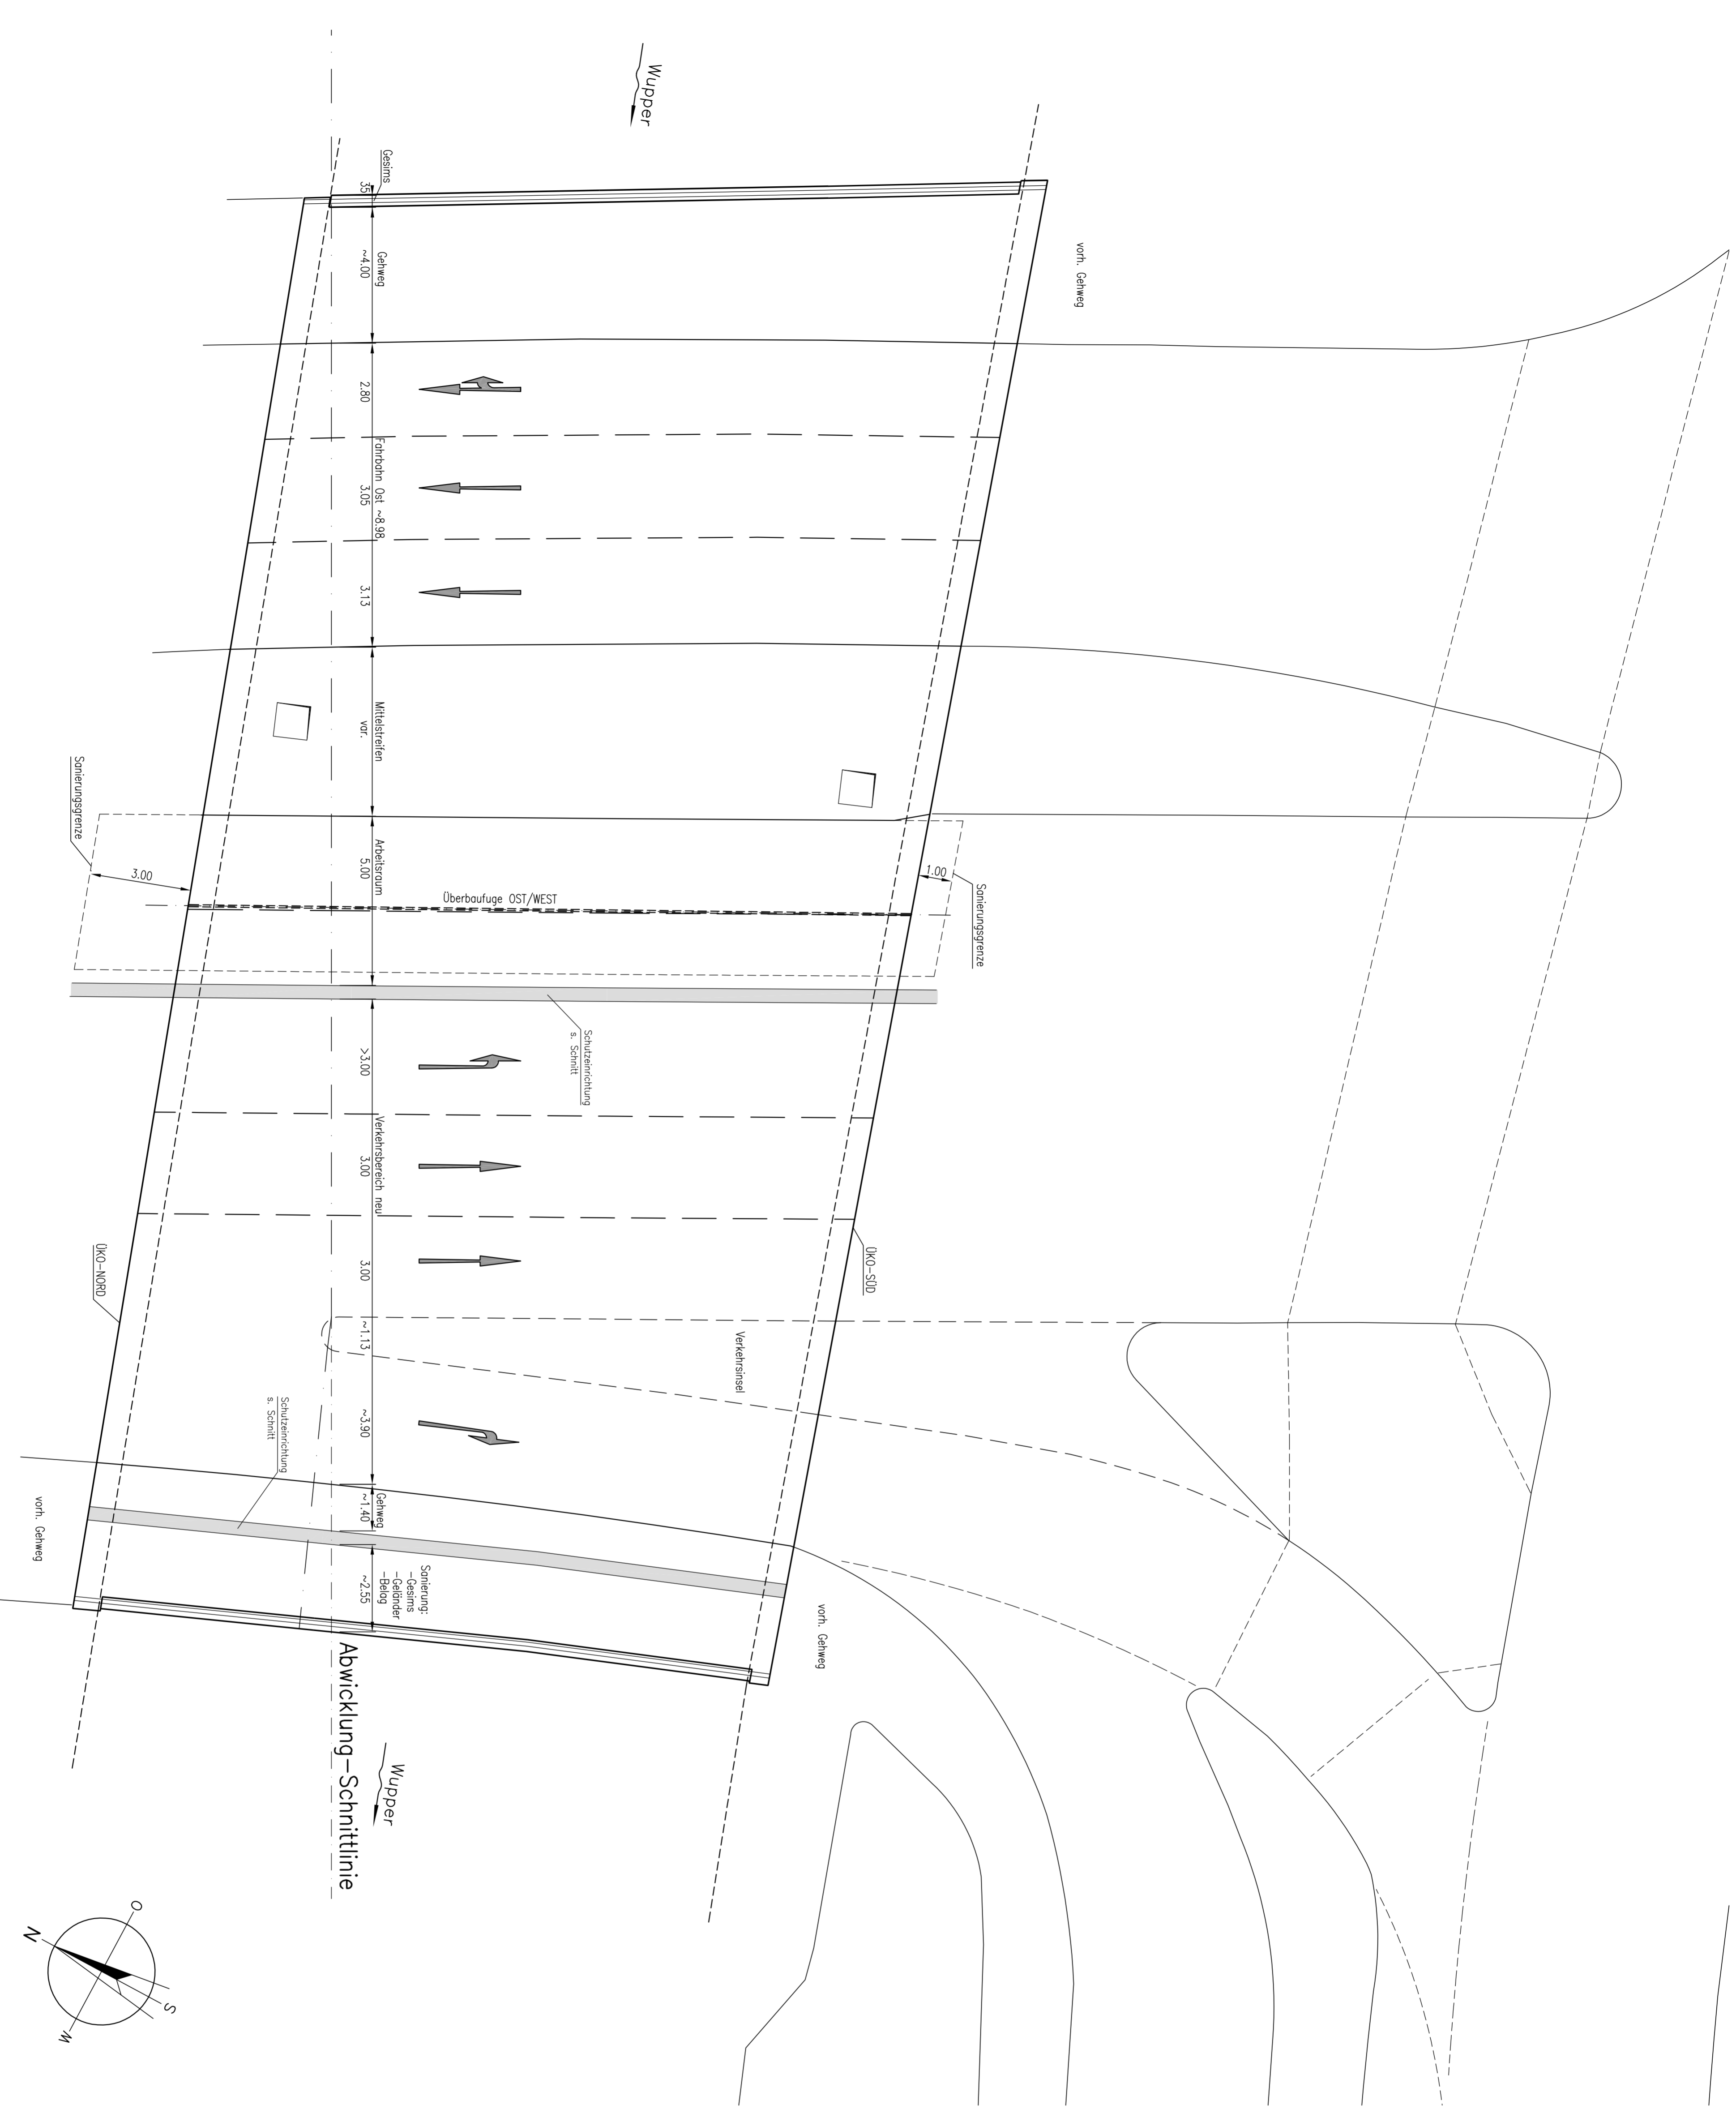 Wupper
Gesims
35
Gehweg
~4.00
vorh. Gehweg
2.80
Fahrbahn Ost ~8.98
3.05
3.13
Mittelstreifen
var.
Sanierungsgrenze
3.00
Arbeitsraum
5.00
Überbaufuge OST/WEST
1.00
Sanierungsgrenze
Schutzeinrichtung
s. Schnitt
>3.00
Verkehrsbereich neu
3.00
3.00
ÜKO-NORD
ÜKO-SÜD
~1.13
Verkehrsinsel
~3.90
Schutzeinrichtung
s. Schnitt
Gehweg
~1.40
vorh. Gehweg
Sanierung:
-Gesims
-Geländer
-Belag
~2.55
vorh. Gehweg
Abwicklung-Schnittlinie
Wupper
O
N
S
W